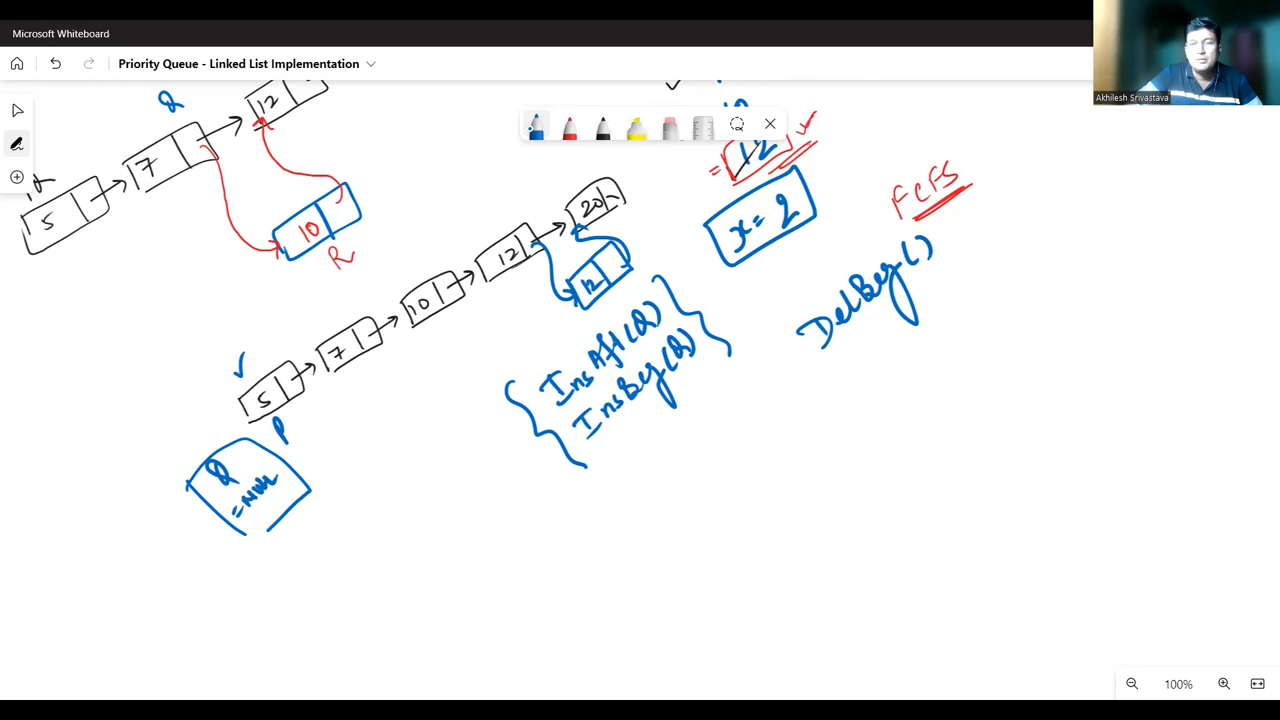 Microsoft Whiteboard
Priority Queue - Linked List Implementation
Akhilesh Srivastava
Q
12
7
5
10
R
12
x = 2
FCFS
DelBeg()
20
12
12
10
7
5
P
InsAft(Q)
InsBeg(Q)
Q
= NULL
100%